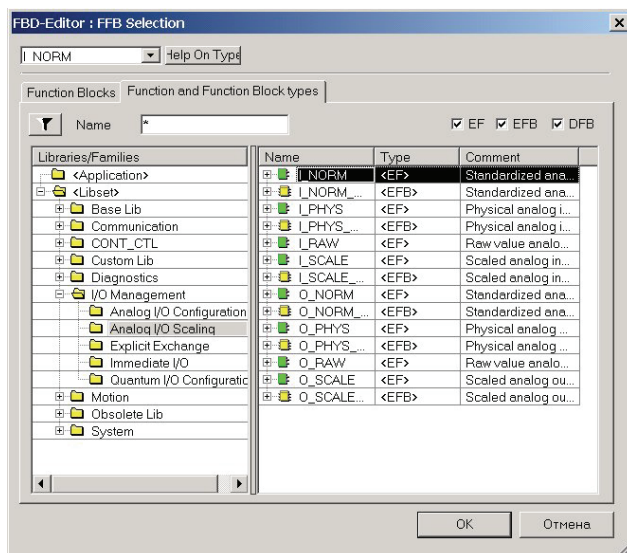 FBD-Editor : FFB Selection
I NORM Help On Type
Function Blocks Function and Function Block types
Name * EF EFB DFB
Libraries/Families Name Type Comment
<Application> I_NORM <EF> Standardized ana...
<Libset> I_NORM_... <EFB> Standardized ana...
Base Lib I_PHYS <EF> Physical analog i...
Communication I_PHYS_... <EFB> Physical analog i...
CONT_CTL I_RAW <EF> Raw value analo...
Custom Lib I_SCALE <EF> Scaled analog in...
Diagnostics I_SCALE_... <EFB> Scaled analog in...
I/O Management O_NORM <EF> Standardized ana...
Analog I/O Configuration O_NORM_... <EFB> Standardized ana...
Analog I/O Scaling O_PHYS <EF> Physical analog ...
Explicit Exchange O_PHYS_... <EFB> Physical analog ...
Immediate I/O O_RAW <EF> Raw value analo...
Quantum I/O Configuratic O_SCALE <EF> Scaled analog ou...
Motion O_SCALE... <EFB> Scaled analog ou...
Obsolete Lib
System
OK Отмена